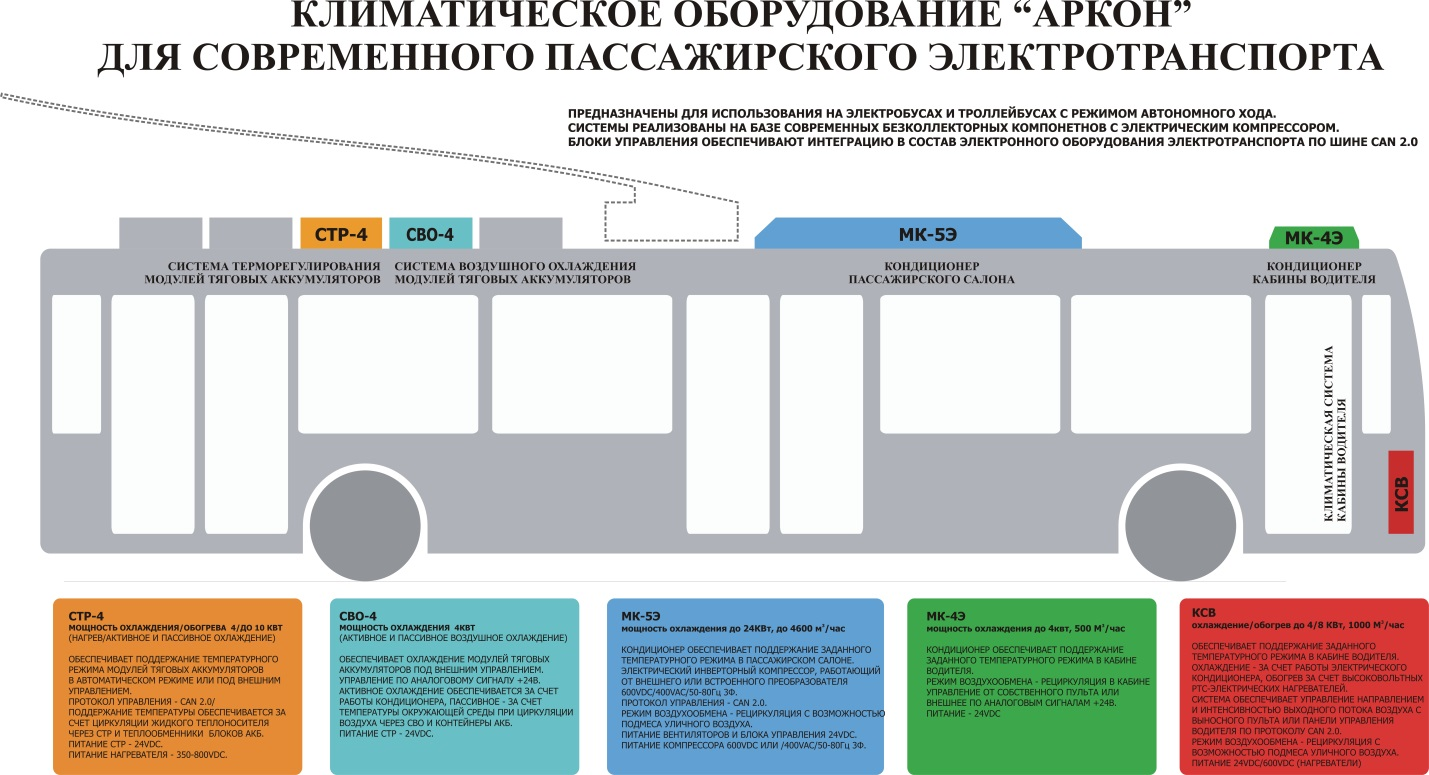 КЛИМАТИЧЕСКОЕ ОБОРУДОВАНИЕ “АРКОН”
ДЛЯ СОВРЕМЕННОГО ПАССАЖИРСКОГО ЭЛЕКТРОТРАНСПОРТА
ПРЕДНАЗНАЧЕНЫ ДЛЯ ИСПОЛЬЗОВАНИЯ НА ЭЛЕКТРОБУСАХ И ТРОЛЛЕЙБУСАХ С РЕЖИМОМ АВТОНОМНОГО ХОДА.
СИСТЕМЫ РЕАЛИЗОВАНЫ НА БАЗЕ СОВРЕМЕННЫХ БЕЗКОЛЛЕКТОРНЫХ КОМПОНЕТНОВ С ЭЛЕКТРИЧЕСКИМ КОМПРЕССОРОМ.
БЛОКИ УПРАВЛЕНИЯ ОБЕСПЕЧИВАЮТ ИНТЕГРАЦИЮ В СОСТАВ ЭЛЕКТРОННОГО ОБОРУДОВАНИЯ ЭЛЕКТРОТРАНСПОРТА ПО ШИНЕ CAN 2.0
СТР-4
СВО-4
МК-5Э
МК-4Э
СИСТЕМА ТЕРМОРЕГУЛИРОВАНИЯ
МОДУЛЕЙ ТЯГОВЫХ АККУМУЛЯТОРОВ
СИСТЕМА ВОЗДУШНОГО ОХЛАЖДЕНИЯ
МОДУЛЕЙ ТЯГОВЫХ АККУМУЛЯТОРОВ
КОНДИЦИОНЕР
ПАССАЖИРСКОГО САЛОНА
КОНДИЦИОНЕР
КАБИНЫ ВОДИТЕЛЯ
КЛИМАТИЧЕСКАЯ СИСТЕМА
КАБИНЫ ВОДИТЕЛЯ
КСВ
СТР-4
МОЩНОСТЬ ОХЛАЖДЕНИЯ/ОБОГРЕВА 4/ДО 10 КВТ
(НАГРЕВ/АКТИВНОЕ И ПАССИВНОЕ ОХЛАЖДЕНИЕ)
ОБЕСПЕЧИВАЕТ ПОДДЕРЖАНИЕ ТЕМПЕРАТУРНОГО
РЕЖИМА МОДУЛЕЙ ТЯГОВЫХ АККУМУЛЯТОРОВ
В АВТОМАТИЧЕСКОМ РЕЖИМЕ ИЛИ ПОД ВНЕШНИМ
УПРАВЛЕНИЕМ.
ПРОТОКОЛ УПРАВЛЕНИЯ - CAN 2.0/
ПОДДЕРЖАНИЕ ТЕМПЕРАТУРЫ ОБЕСПЕЧИВАЕТСЯ ЗА
СЧЕТ ЦИРКУЛЯЦИИ ЖИДКОГО ТЕПЛОНОСИТЕЛЯ
ЧЕРЕЗ СТР И ТЕПЛООБМЕННИКИ БЛОКОВ АКБ.
ПИТАНИЕ СТР - 24VDC.
ПИТАНИЕ НАГРЕВАТЕЛЯ - 350-800VDC.
СВО-4
МОЩНОСТЬ ОХЛАЖДЕНИЯ 4КВТ
(АКТИВНОЕ И ПАССИВНОЕ ВОЗДУШНОЕ ОХЛАЖДЕНИЕ)
ОБЕСПЕЧИВАЕТ ОХЛАЖДЕНИЕ МОДУЛЕЙ ТЯГОВЫХ
АККУМУЛЯТОРОВ ПОД ВНЕШНИМ УПРАВЛЕНИЕМ.
УПРАВЛЕНИЕ ПО АНАЛОГОВОМУ СИГНАЛУ +24В.
АКТИВНОЕ ОХЛАЖДЕНИЕ ОБЕСПЕЧИВАЕТСЯ ЗА СЧЕТ
РАБОТЫ КОНДИЦИОНЕРА, ПАССИВНОЕ - ЗА СЧЕТ
ТЕМПЕРАТУРЫ ОКРУЖАЮЩЕЙ СРЕДЫ ПРИ ЦИРКУЛЯЦИИ
ВОЗДУХА ЧЕРЕЗ СВО И КОНТЕЙНЕРЫ АКБ.
ПИТАНИЕ СТР - 24VDC.
МК-5Э
мощность охлаждения до 24КВт, до 4600 м³/час
КОНДИЦИОНЕР ОБЕСПЕЧИВАЕТ ПОДДЕРЖАНИЕ ЗАДАННОГО
ТЕМПЕРАТУРНОГО РЕЖИМА В ПАССАЖИРСКОМ САЛОНЕ.
ЭЛЕКТРИЧЕСКИЙ ИНВЕРТОРНЫЙ КОМПРЕССОР, РАБОТАЮЩИЙ
ОТ ВНЕШНЕГО ИЛИ ВСТРОЕННОГО ПРЕОБРАЗОВАТЕЛЯ
600VDC/400VAC/50-80Гц 3Ф.
ПРОТОКОЛ УПРАВЛЕНИЯ - CAN 2.0.
РЕЖИМ ВОЗДУХООБМЕНА - РЕЦИРКУЛЯЦИЯ С ВОЗМОЖНОСТЬЮ
ПОДМЕСА УЛИЧНОГО ВОЗДУХА.
ПИТАНИЕ ВЕНТИЛЯТОРОВ И БЛОКА УПРАВЛЕНИЯ 24VDC.
ПИТАНИЕ КОМПРЕССОРА 600VDC ИЛИ /400VAC/50-80Гц 3Ф.
МК-4Э
мощность охлаждения до 4квт, 500 М³/час
КОНДИЦИОНЕР ОБЕСПЕЧИВАЕТ ПОДДЕРЖАНИЕ
ЗАДАННОГО ТЕМПЕРАТУРНОГО РЕЖИМА В КАБИНЕ
ВОДИТЕЛЯ.
РЕЖИМ ВОЗДУХООБМЕНА - РЕЦИРКУЛЯЦИЯ В КАБИНЕ
УПРАВЛЕНИЕ ОТ СОБСТВЕННОГО ПУЛЬТА ИЛИ
ВНЕШНЕЕ ПО АНАЛОГОВЫМ СИГНАЛАМ +24В.
ПИТАНИЕ - 24VDC
КСВ
охлаждение/обогрев до 4/8 КВт, 1000 М³/час
ОБЕСПЕЧИВАЕТ ПОДДЕРЖАНИЕ ЗАДАННОГО
ТЕМПЕРАТУРНОГО РЕЖИМА В КАБИНЕ ВОДИТЕЛЯ.
ОХЛАЖДЕНИЕ - ЗА СЧЕТ РАБОТЫ ЭЛЕКТРИЧЕСКОГО
КОНДИЦИОНЕРА, ОБОГРЕВ ЗА СЧЕТ ВЫСОКОВОЛЬТНЫХ
РТС-ЭЛЕКТРИЧЕСКИХ НАГРЕВАТЕЛЕЙ.
СИСТЕМА ОБЕСПЕЧИВАЕТ УПРАВЛЕНИЕ НАПРАВЛЕНИЕМ
И ИНТЕНСИВНОСТЬЮ ВЫХОДНОГО ПОТОКА ВОЗДУХА С
ВЫНОСНОГО ПУЛЬТА ИЛИ ПАНЕЛИ УПРАВЛЕНИЯ
ВОДИТЕЛЯ ПО ПРОТОКОЛУ CAN 2.0.
РЕЖИМ ВОЗДУХООБМЕНА - РЕЦИРКУЛЯЦИЯ С
ВОЗМОЖНОСТЬЮ ПОДМЕСА УЛИЧНОГО ВОЗДУХА.
ПИТАНИЕ 24VDC/600VDC (НАГРЕВАТЕЛИ)